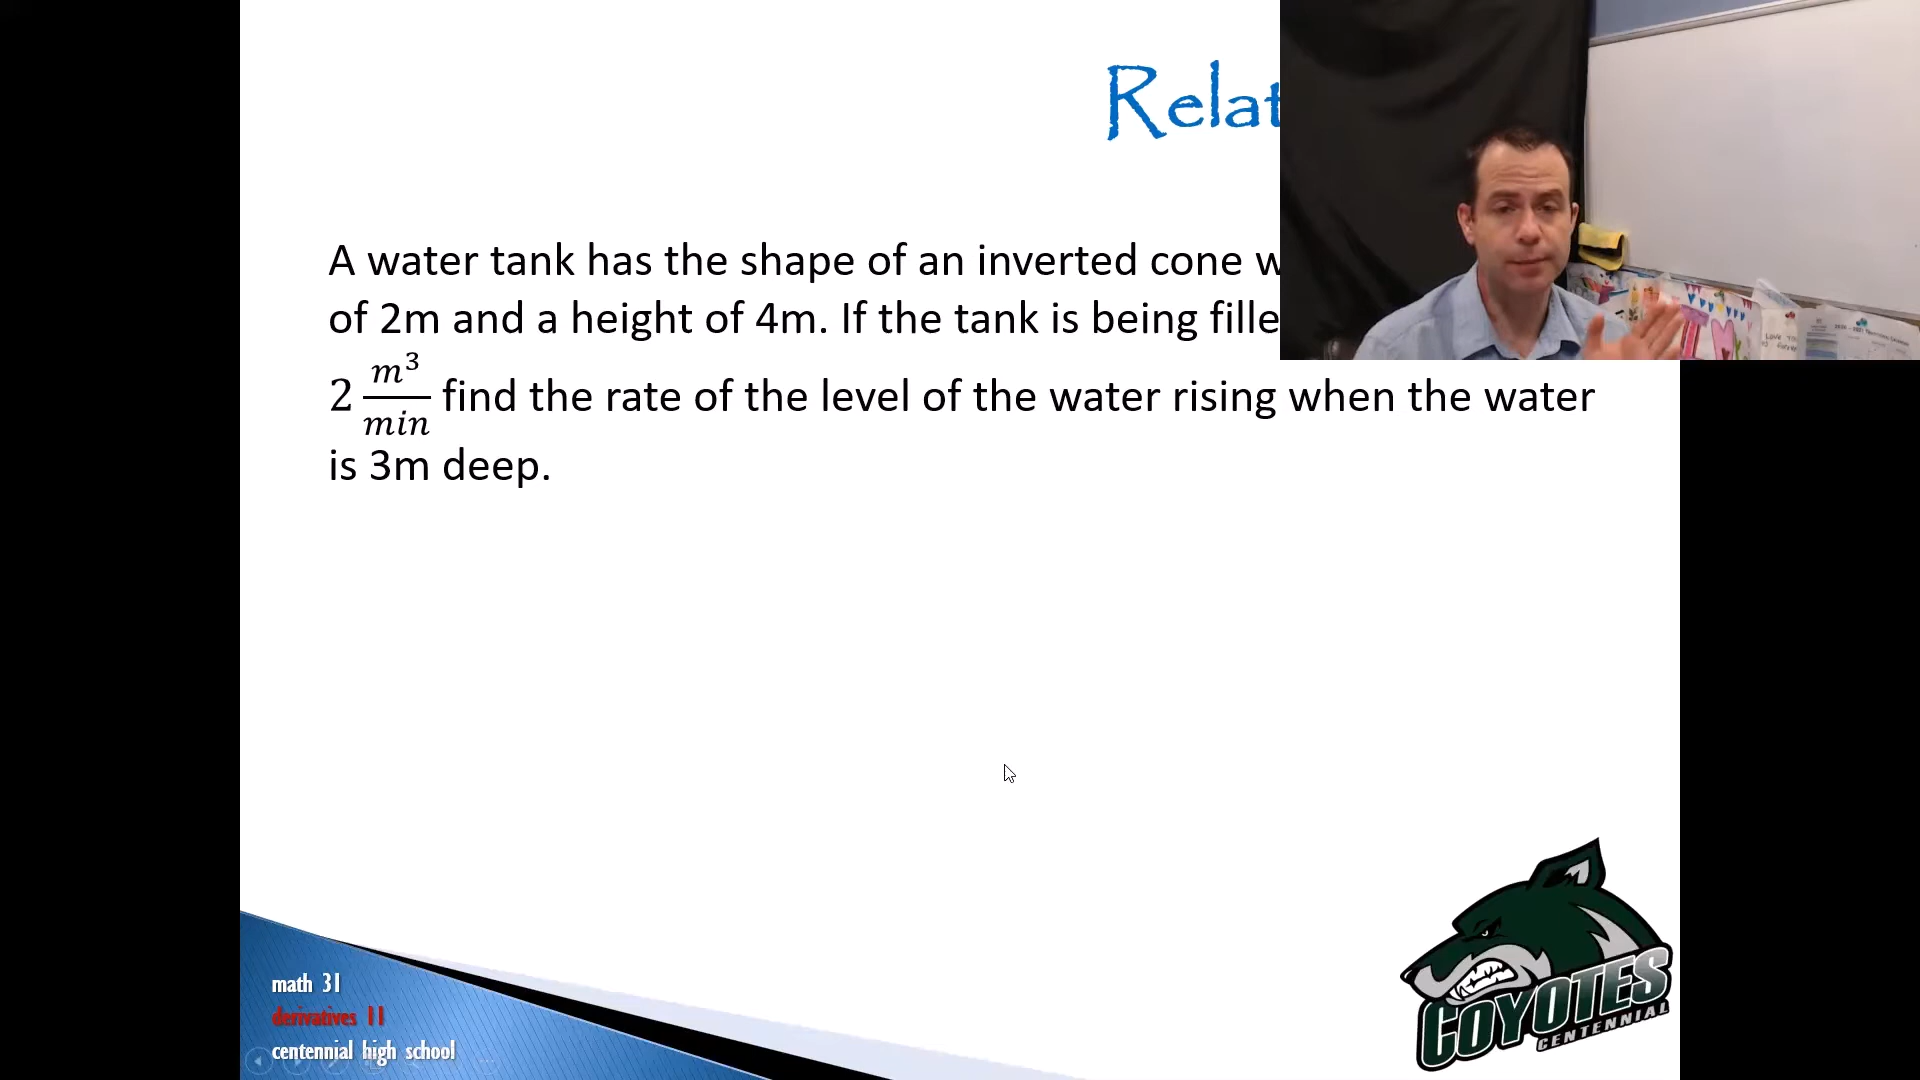 Relat
A water tank has the shape of an inverted cone w
of 2m and a height of 4m. If the tank is being fille
2 m³/min find the rate of the level of the water rising when the water
is 3m deep.
math 31
derivatives 11
centennial high school
COYOTES
CENTENNIAL